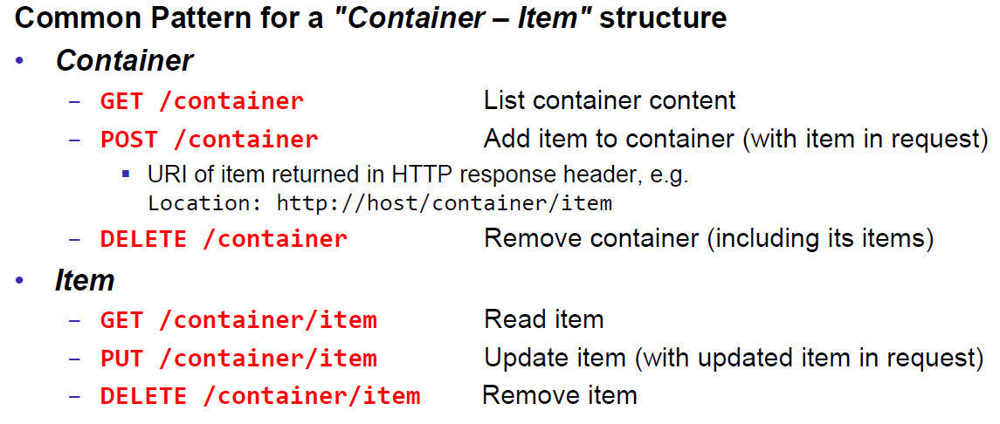 Common Pattern for a "Container – Item" structure
• Container
– GET /container List container content
– POST /container Add item to container (with item in request)
▪ URI of item returned in HTTP response header, e.g.
Location: http://host/container/item
– DELETE /container Remove container (including its items)
• Item
– GET /container/item Read item
– PUT /container/item Update item (with updated item in request)
– DELETE /container/item Remove item